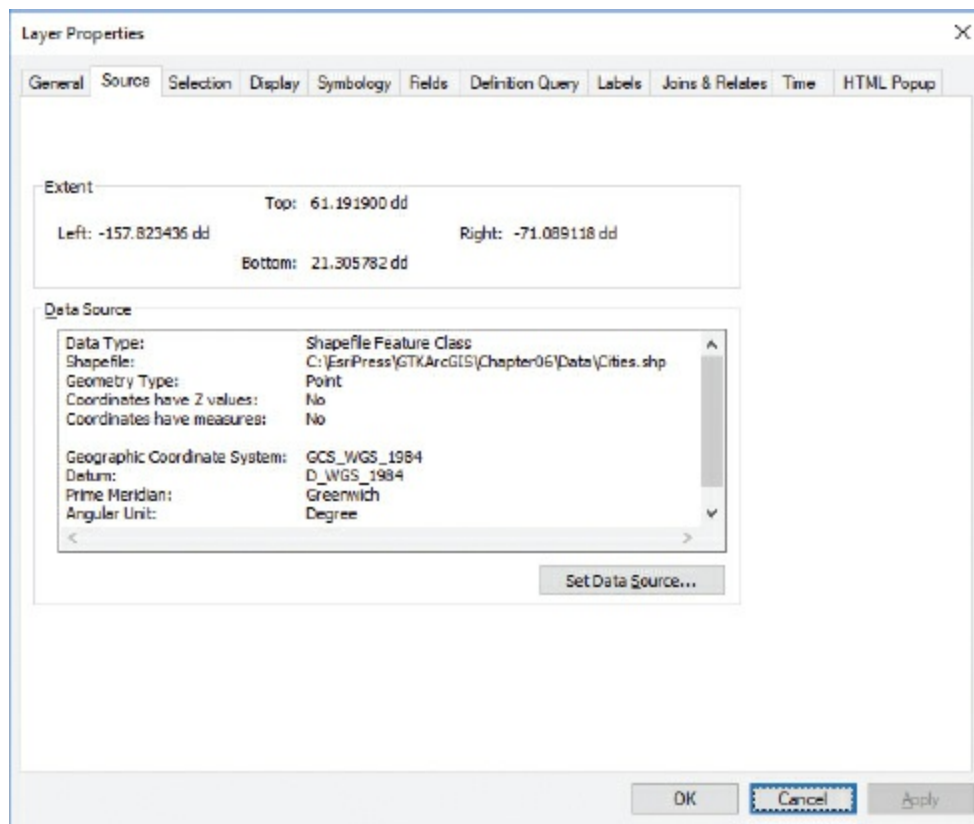 Layer Properties
General Source Selection Display Symbology Fields Definition Query Labels Joins & Relates Time HTML Popup
Extent
Top: 61.191900 dd
Left: -157.823436 dd Right: -71.089118 dd
Bottom: 21.305782 dd
Data Source
Data Type: Shapefile Feature Class
Shapefile: C:\EsriPress\GTKArcGIS\Chapter06\Data\Cities.shp
Geometry Type: Point
Coordinates have Z values: No
Coordinates have measures: No
Geographic Coordinate System: GCS_WGS_1984
Datum: D_WGS_1984
Prime Meridian: Greenwich
Angular Unit: Degree
Set Data Source...
OK Cancel Apply